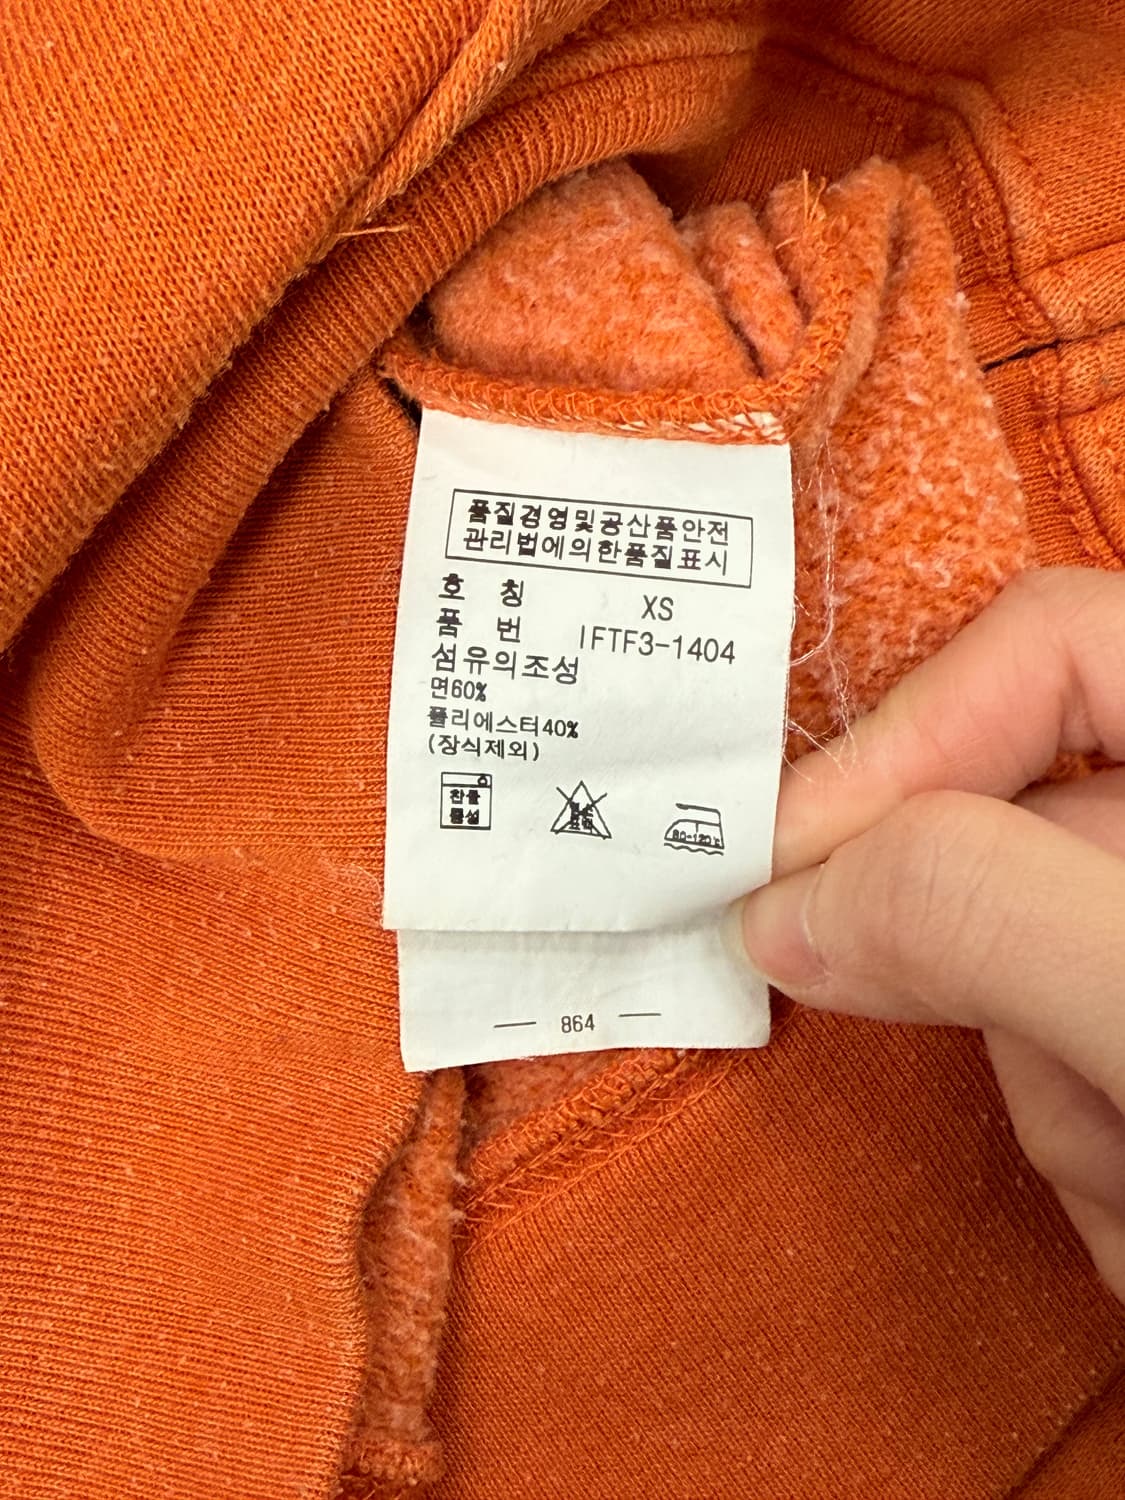 품질경영및공산품안전
관리법에의한품질표시
호 칭 XS
품 번 IFTF3-1404
섬유의조성
면60%
폴리에스터40%
(장식제외)
찬물
80-120℃
— 864 —